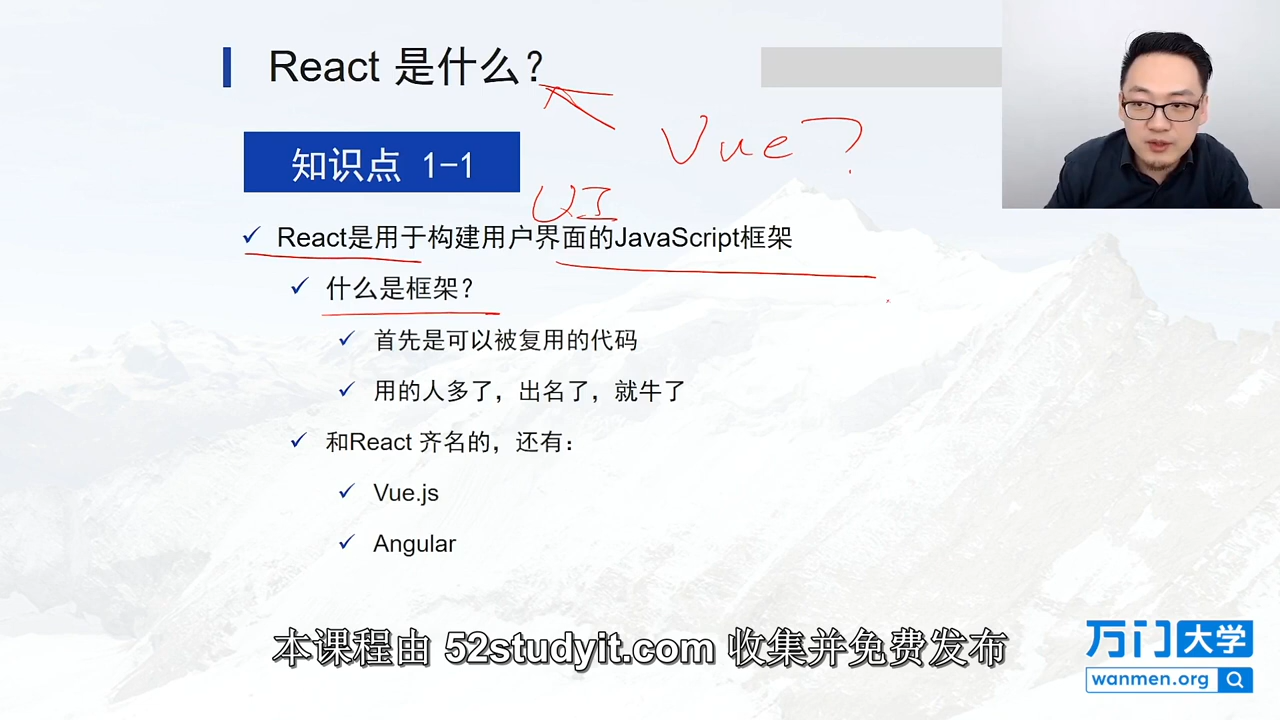 React 是什么?
Vue?
知识点 1-1
UI
React是用于构建用户界面的JavaScript框架
什么是框架?
首先是可以被复用的代码
用的人多了，出名了，就牛了
和React 齐名的，还有：
Vue.js
Angular
本课程由 52studyit.com 收集并免费发布
万门大学
wanmen.org